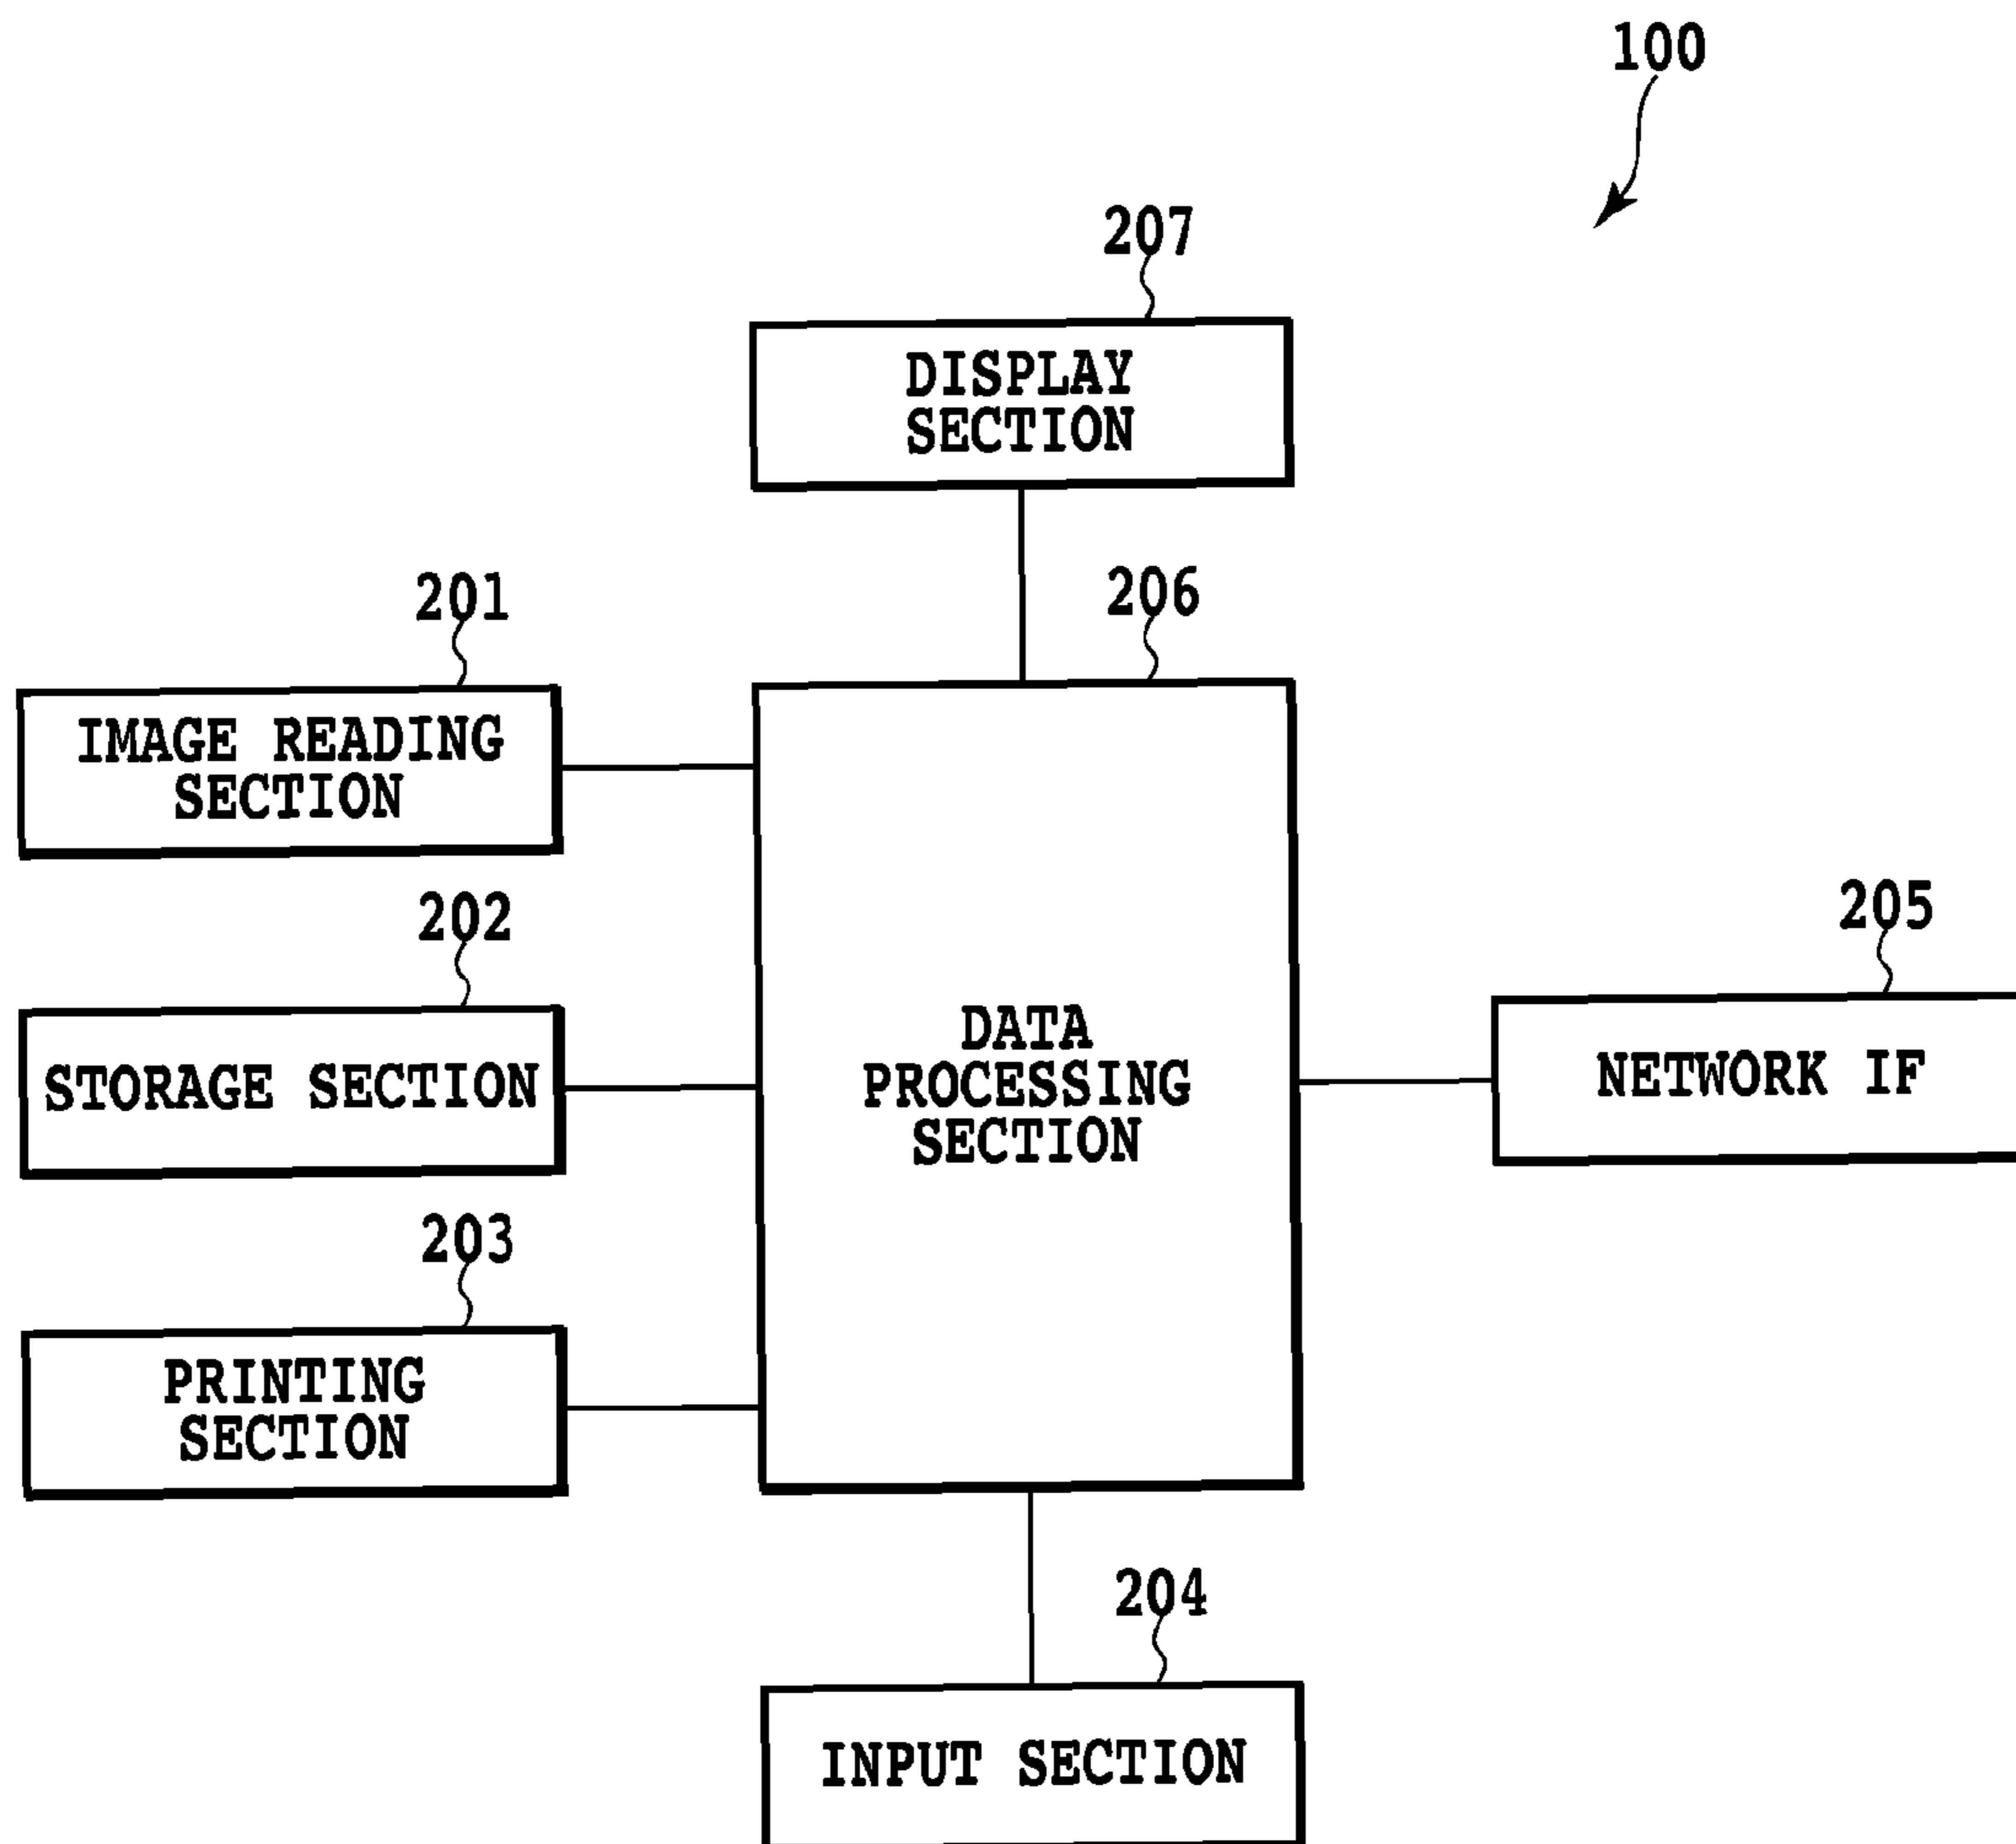 100
207
DISPLAY
SECTION
201
206
IMAGE READING
SECTION
202
205
STORAGE SECTION
DATA
PROCESSING
SECTION
NETWORK IF
203
PRINTING
SECTION
204
INPUT SECTION